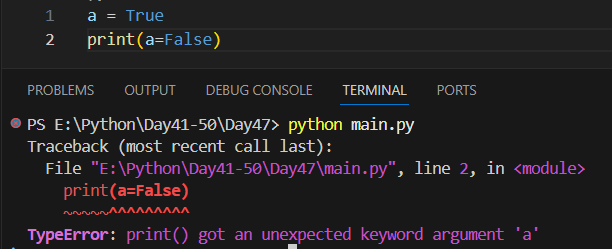 1 a = True
2 print(a=False)
PROBLEMS OUTPUT DEBUG CONSOLE TERMINAL PORTS
PS E:\Python\Day41-50\Day47> python main.py
Traceback (most recent call last):
File "E:\Python\Day41-50\Day47\main.py", line 2, in <module>
print(a=False)
~~~~~^^^^^^^^^
TypeError: print() got an unexpected keyword argument 'a'